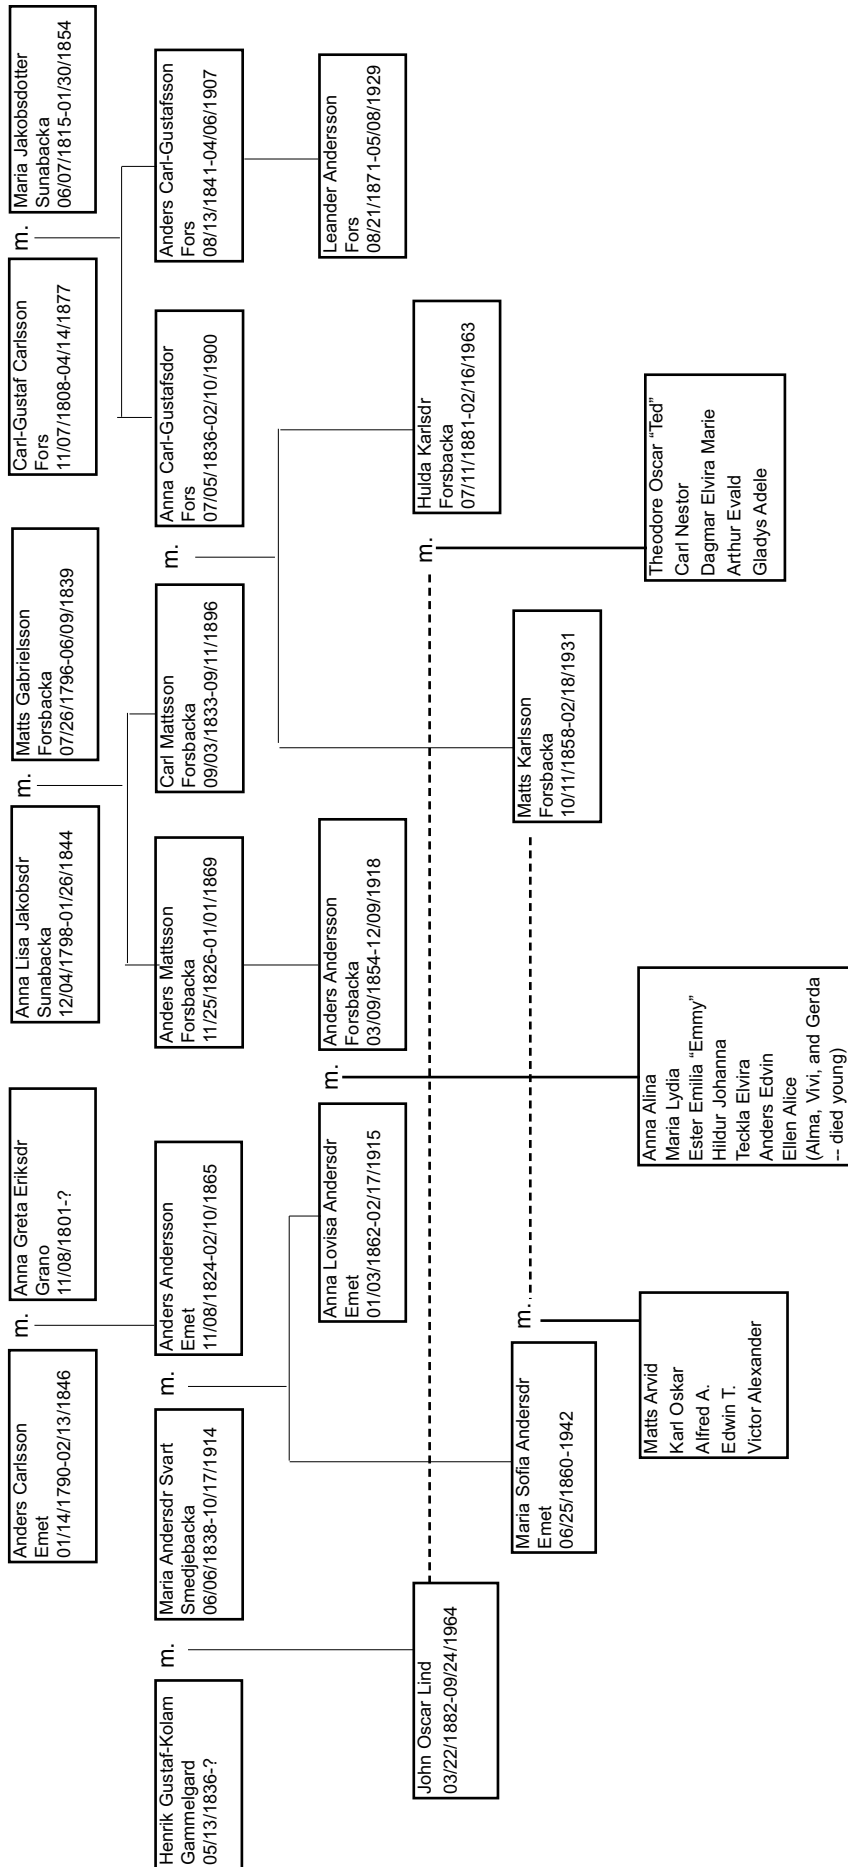 Anders Carlsson
Emet
01/14/1790-02/13/1846
m.
Anna Greta Eriksdr
Grano
11/08/1801-?
Anna Lisa Jakobsdr
Sunabacka
12/04/1798-01/26/1844
m.
Matts Gabrielsson
Forsbacka
07/26/1796-06/09/1839
Carl-Gustaf Carlsson
Fors
11/07/1808-04/14/1877
m.
Maria Jakobsdotter
Sunabacka
06/07/1815-01/30/1854
Henrik Gustaf-Kolam
Gammelgard
05/13/1836-?
m.
Maria Andersdr Svart
Smedjebacka
06/06/1838-10/17/1914
m.
Anders Andersson
Emet
11/08/1824-02/10/1865
Anders Mattsson
Forsbacka
11/25/1826-01/01/1869
Carl Mattsson
Forsbacka
09/03/1833-09/11/1896
m.
Anna Carl-Gustafsdor
Fors
07/05/1836-02/10/1900
Anders Carl-Gustafsson
Fors
08/13/1841-04/06/1907
Anna Lovisa Andersdr
Emet
01/03/1862-02/17/1915
m.
Anders Andersson
Forsbacka
03/09/1854-12/09/1918
Leander Andersson
Fors
08/21/1871-05/08/1929
John Oscar Lind
03/22/1882-09/24/1964
m.
Hulda Karlsdr
Forsbacka
07/11/1881-02/16/1963
Maria Sofia Andersdr
Emet
06/25/1860-1942
m.
Matts Karlsson
Forsbacka
10/11/1858-02/18/1931
Matts Arvid
Karl Oskar
Alfred A.
Edwin T.
Victor Alexander
Anna Alina
Maria Lydia
Ester Emilia “Emmy”
Hildur Johanna
Teckla Elvira
Anders Edvin
Ellen Alice
(Alma, Vivi, and Gerda
-- died young)
Theodore Oscar “Ted”
Carl Nestor
Dagmar Elvira Marie
Arthur Evald
Gladys Adele